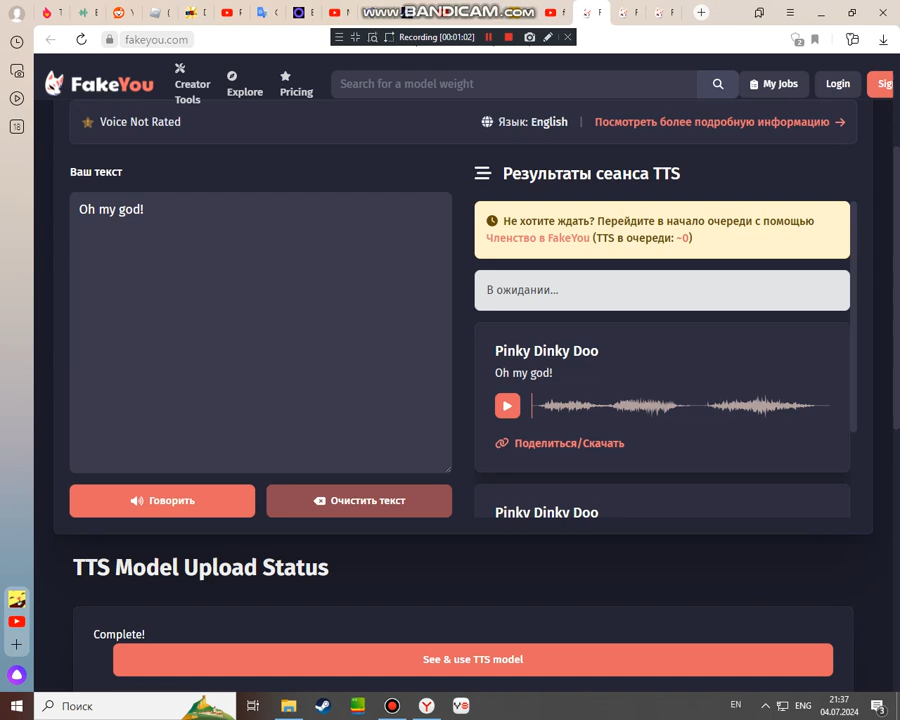 www.BANDICAM.com
Recording [00:01:02]
fakeyou.com
FakeYou
Creator
Tools
Explore
Pricing
Search for a model weight
My Jobs
Login
Voice Not Rated
Язык: English
Посмотреть более подробную информацию
Ваш текст
Oh my god!
Говорить
Очистить текст
Результаты сеанса TTS
Не хотите ждать? Перейдите в начало очереди с помощью
Членство в FakeYou (TTS в очереди: ~0)
В ожидании...
Pinky Dinky Doo
Oh my god!
Поделиться/Скачать
Pinky Dinky Doo
TTS Model Upload Status
Complete!
See & use TTS model
Поиск
EN
ENG
21:37
04.07.2024